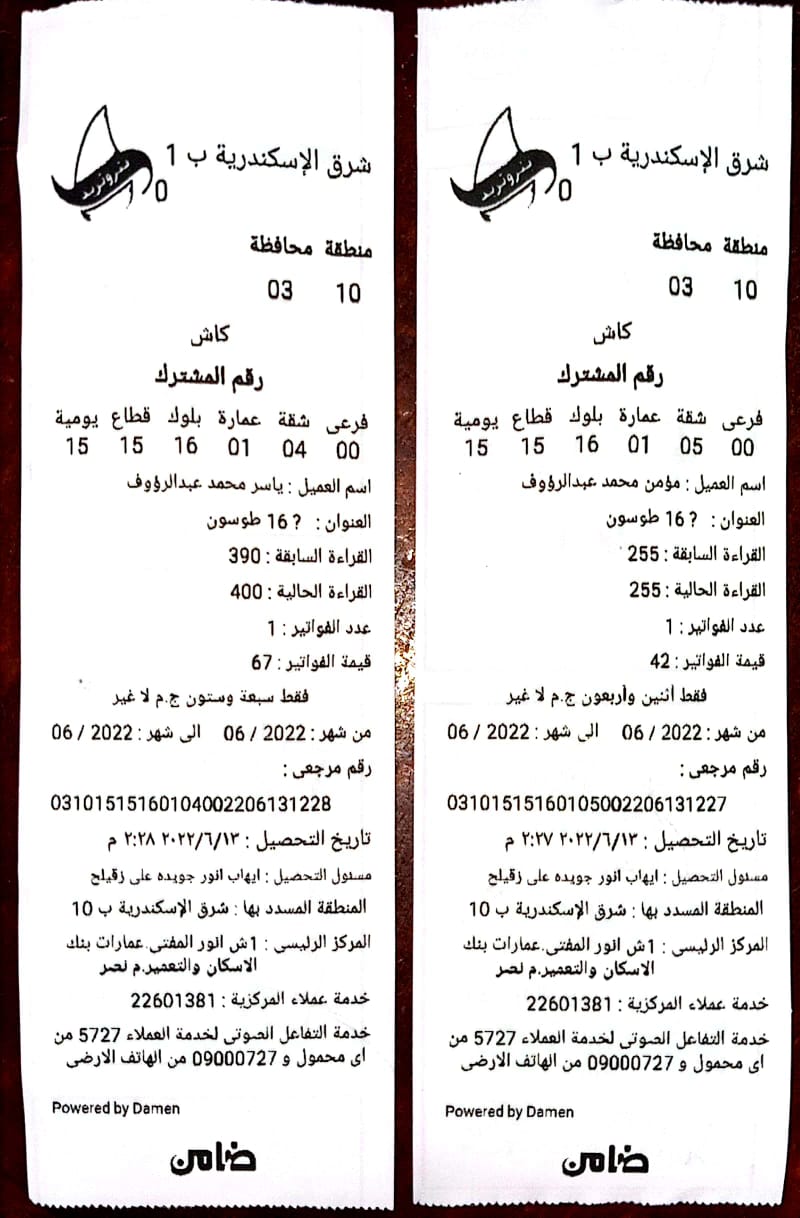 شرق الإسكندرية ب 1
0
بتروتريد
منطقة محافظة
10 03
كاش
رقم المشترك
فرعى شقة عمارة بلوك قطاع يومية
00 04 01 16 15 15
اسم العميل : ياسر محمد عبدالرؤوف
العنوان : ? 16 طوسون
القراءة السابقة : 390
القراءة الحالية : 400
عدد الفواتير : 1
قيمة الفواتير : 67
فقط سبعة وستون ج.م لا غير
من شهر : 2022 / 06 الى شهر : 2022 / 06
رقم مرجعى :
03101515160104002206131228
تاريخ التحصيل : ٢٠٢٢/٦/١٣ ٢:٢٨ م
مسئول التحصيل : ايهاب انور جويده على زقيلح
المنطقة المسدد بها : شرق الإسكندرية ب 10
المركز الرئيسى : 1ش انور المفتى.عمارات بنك
الاسكان والتعمير.م نصر
خدمة عملاء المركزية : 22601381
خدمة التفاعل الصوتى لخدمة العملاء 5727 من
اى محمول و 09000727 من الهاتف الارضى
Powered by Damen
ضامن
شرق الإسكندرية ب 1
0
بتروتريد
منطقة محافظة
10 03
كاش
رقم المشترك
فرعى شقة عمارة بلوك قطاع يومية
00 05 01 16 15 15
اسم العميل : مؤمن محمد عبدالرؤوف
العنوان : ? 16 طوسون
القراءة السابقة : 255
القراءة الحالية : 255
عدد الفواتير : 1
قيمة الفواتير : 42
فقط أثنين وأربعون ج.م لا غير
من شهر : 2022 / 06 الى شهر : 2022 / 06
رقم مرجعى :
03101515160105002206131227
تاريخ التحصيل : ٢٠٢٢/٦/١٣ ٢:٢٧ م
مسئول التحصيل : ايهاب انور جويده على زقيلح
المنطقة المسدد بها : شرق الإسكندرية ب 10
المركز الرئيسى : 1ش انور المفتى.عمارات بنك
الاسكان والتعمير.م نصر
خدمة عملاء المركزية : 22601381
خدمة التفاعل الصوتى لخدمة العملاء 5727 من
اى محمول و 09000727 من الهاتف الارضى
Powered by Damen
ضامن